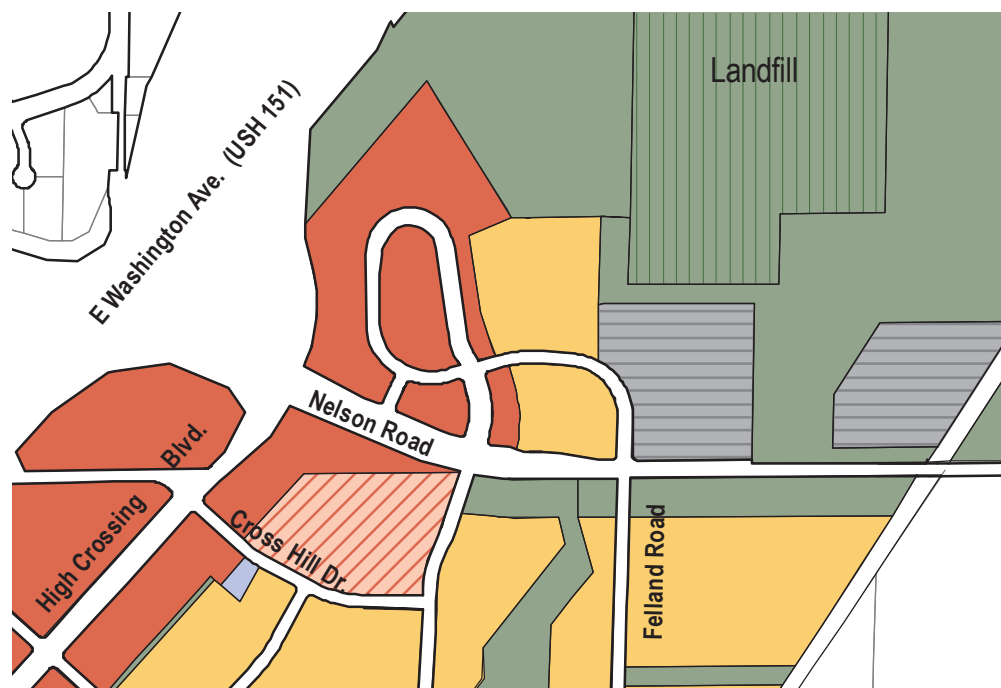 Landfill
E Washington Ave. (USH 151)
Nelson Road
High Crossing Blvd.
Cross Hill Dr.
Felland Road